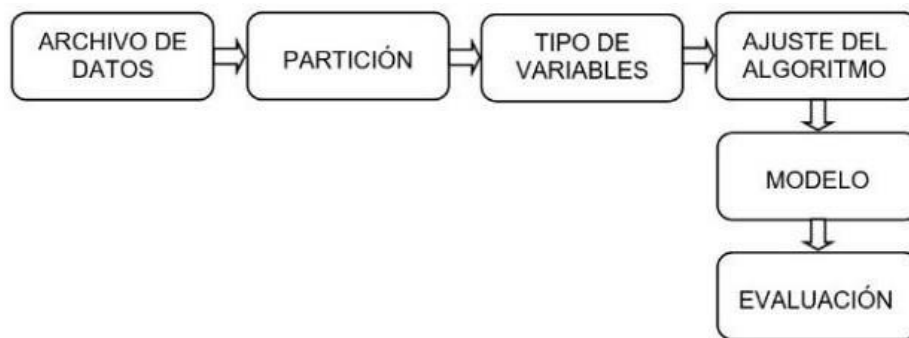 ARCHIVO DE
DATOS
PARTICIÓN
TIPO DE
VARIABLES
AJUSTE DEL
ALGORITMO
MODELO
EVALUACIÓN